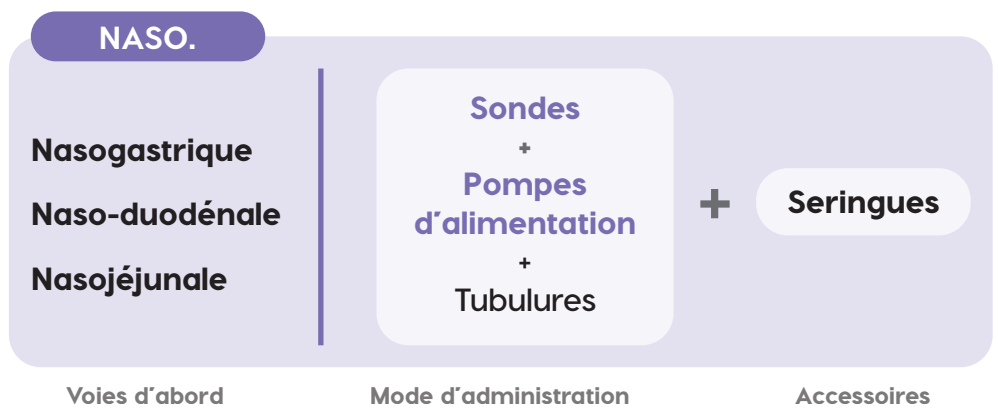 NASO.
Nasogastrique
Naso-duodénale
Nasojéjunale
Sondes
+
Pompes
d'alimentation
+
Tubulures
+
Seringues
Voies d'abord
Mode d'administration
Accessoires